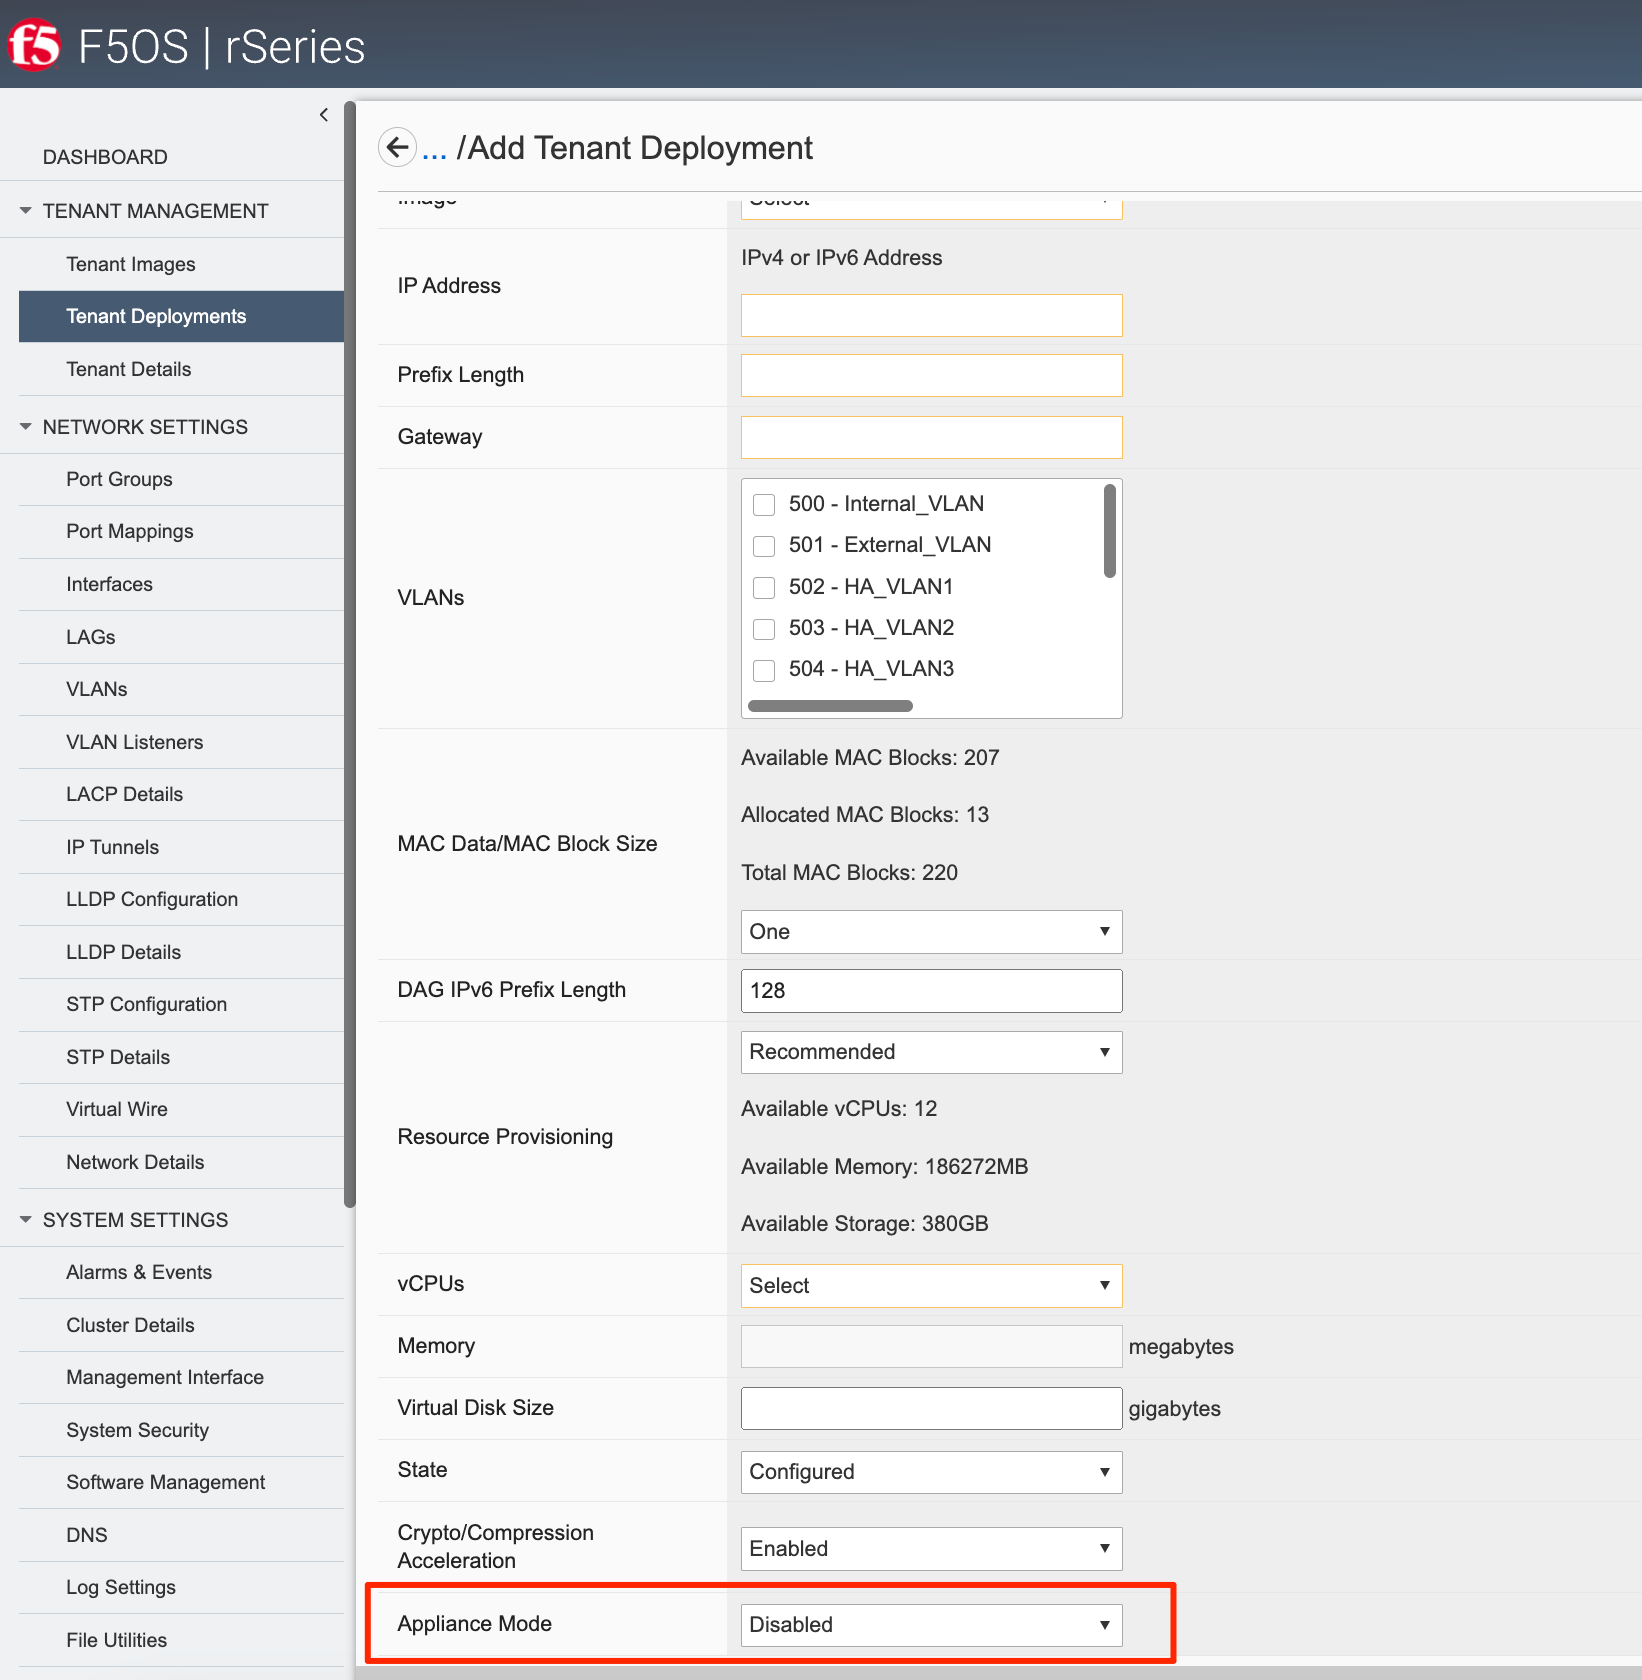 f5 F5OS | rSeries
DASHBOARD
TENANT MANAGEMENT
Tenant Images
Tenant Deployments
Tenant Details
NETWORK SETTINGS
Port Groups
Port Mappings
Interfaces
LAGs
VLANs
VLAN Listeners
LACP Details
IP Tunnels
LLDP Configuration
LLDP Details
STP Configuration
STP Details
Virtual Wire
Network Details
SYSTEM SETTINGS
Alarms & Events
Cluster Details
Management Interface
System Security
Software Management
DNS
Log Settings
File Utilities
... /Add Tenant Deployment
Image Select
IP Address
IPv4 or IPv6 Address
Prefix Length
Gateway
VLANs
500 - Internal_VLAN
501 - External_VLAN
502 - HA_VLAN1
503 - HA_VLAN2
504 - HA_VLAN3
MAC Data/MAC Block Size
Available MAC Blocks: 207
Allocated MAC Blocks: 13
Total MAC Blocks: 220
One
DAG IPv6 Prefix Length 128
Resource Provisioning
Recommended
Available vCPUs: 12
Available Memory: 186272MB
Available Storage: 380GB
vCPUs Select
Memory megabytes
Virtual Disk Size gigabytes
State Configured
Crypto/Compression
Acceleration
Enabled
Appliance Mode Disabled